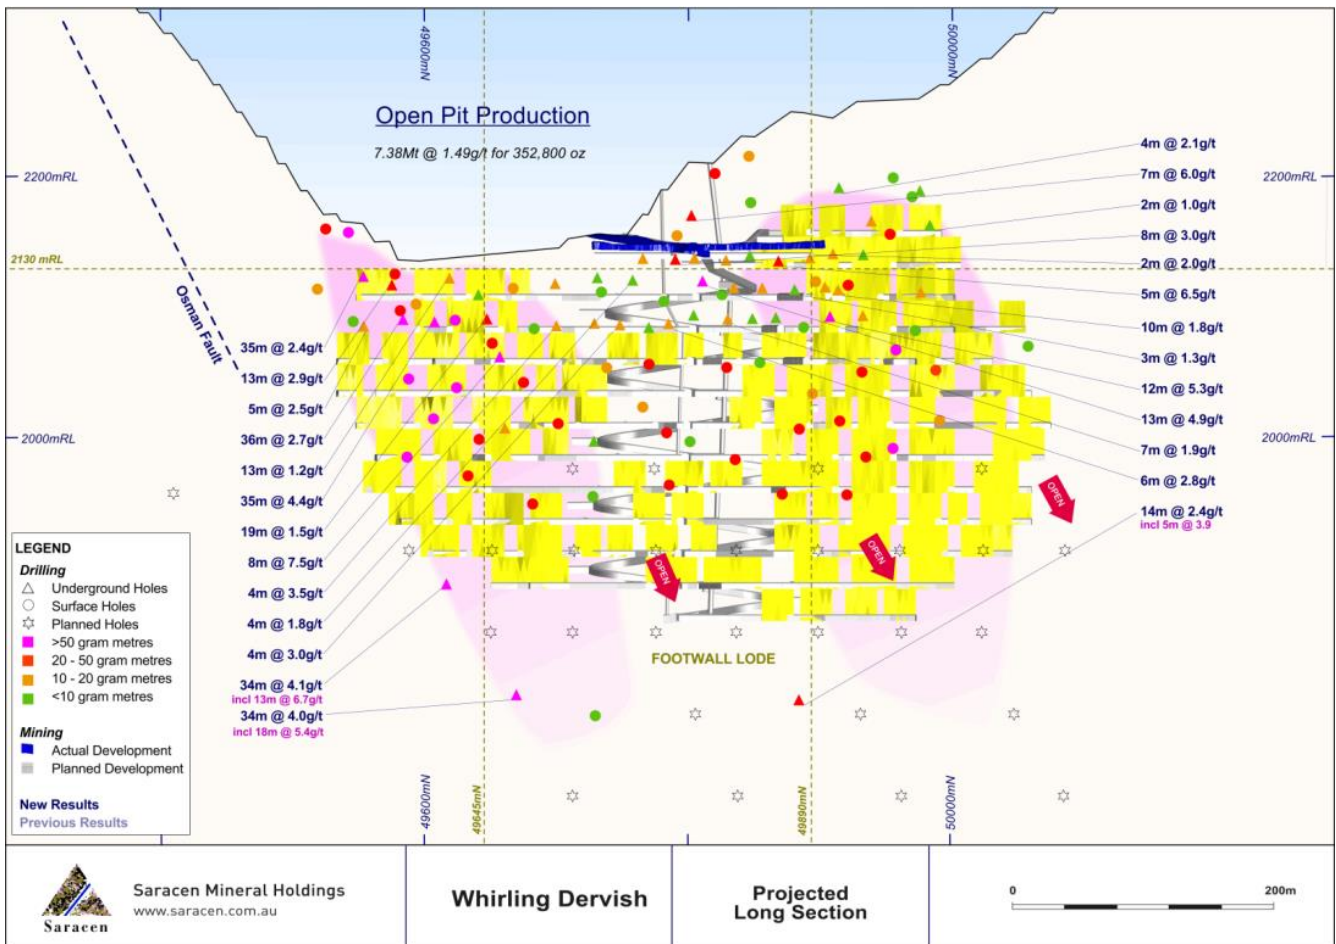 49600mN
50000mN
Open Pit Production
7.38Mt @ 1.49g/t for 352,800 oz
2200mRL
2200mRL
2130 mRL
Osman Fault
2000mRL
2000mRL
35m @ 2.4g/t
13m @ 2.9g/t
5m @ 2.5g/t
36m @ 2.7g/t
13m @ 1.2g/t
35m @ 4.4g/t
19m @ 1.5g/t
8m @ 7.5g/t
4m @ 3.5g/t
4m @ 1.8g/t
4m @ 3.0g/t
34m @ 4.1g/t
incl 13m @ 6.7g/t
34m @ 4.0g/t
incl 18m @ 5.4g/t
4m @ 2.1g/t
7m @ 6.0g/t
2m @ 1.0g/t
8m @ 3.0g/t
2m @ 2.0g/t
5m @ 6.5g/t
10m @ 1.8g/t
3m @ 1.3g/t
12m @ 5.3g/t
13m @ 4.9g/t
7m @ 1.9g/t
6m @ 2.8g/t
14m @ 2.4g/t
incl 5m @ 3.9
OPEN
OPEN
OPEN
FOOTWALL LODE
LEGEND
Drilling
Underground Holes
Surface Holes
Planned Holes
>50 gram metres
20 - 50 gram metres
10 - 20 gram metres
<10 gram metres
Mining
Actual Development
Planned Development
New Results
Previous Results
49600mN
49645mN
49890mN
50000mN
Saracen
Saracen Mineral Holdings
www.saracen.com.au
Whirling Dervish
Projected
Long Section
0
200m